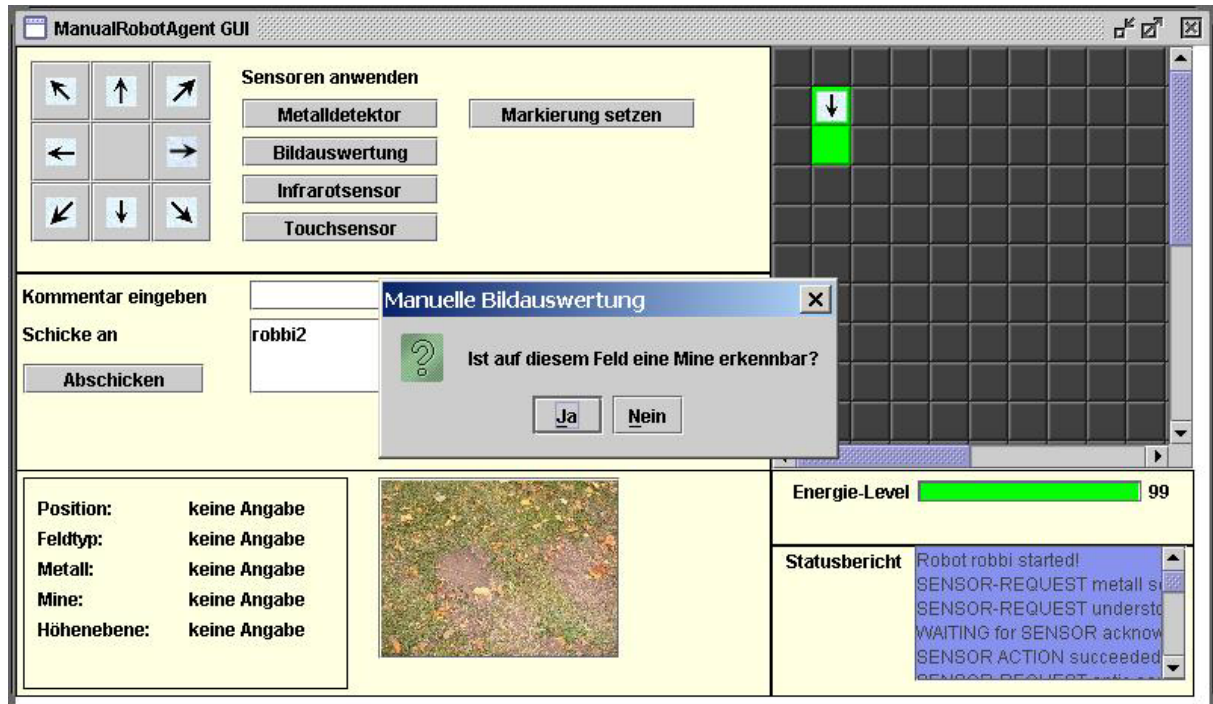 ManualRobotAgent GUI
Sensoren anwenden
Metalldetektor
Markierung setzen
Bildauswertung
Infrarotsensor
Touchsensor
Kommentar eingeben
Schicke an
robbi2
Abschicken
Manuelle Bildauswertung
Ist auf diesem Feld eine Mine erkennbar?
Ja
Nein
Position: keine Angabe
Feldtyp: keine Angabe
Metall: keine Angabe
Mine: keine Angabe
Höhenebene: keine Angabe
Energie-Level
99
Statusbericht
Robot robbi started!
SENSOR-REQUEST metall
SENSOR-REQUEST understo
WAITING for SENSOR acknow
SENSOR ACTION succeeded